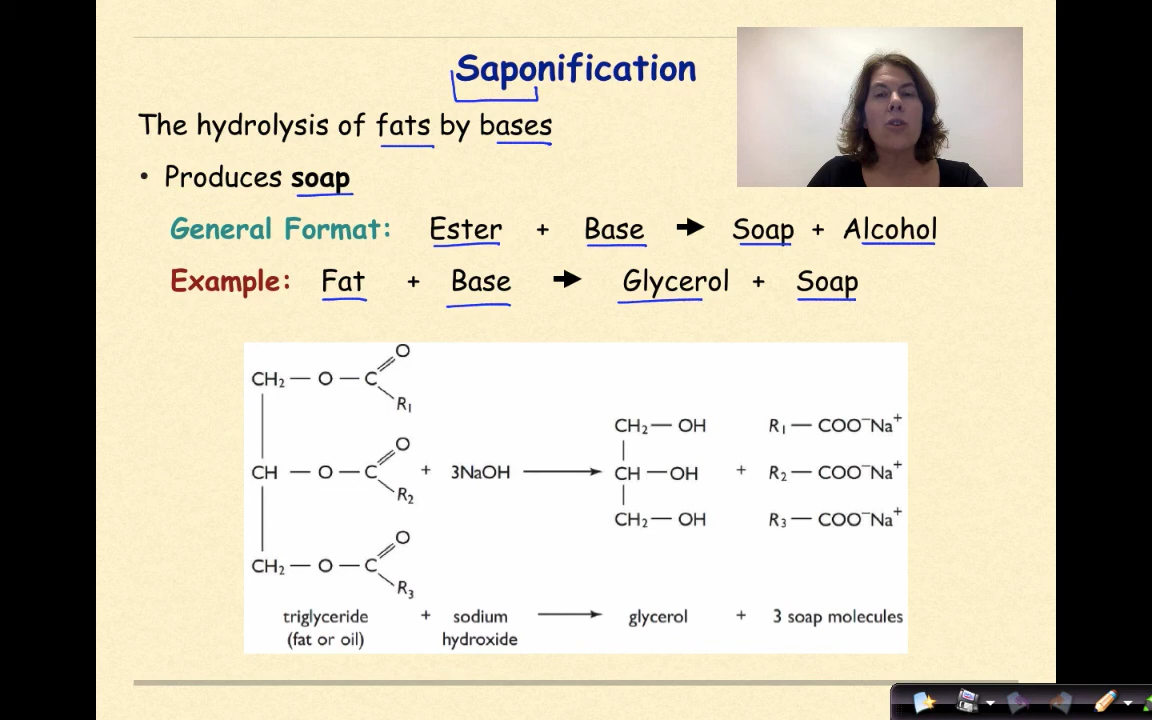 Saponification
The hydrolysis of fats by bases
• Produces soap
General Format: Ester + Base → Soap + Alcohol
Example: Fat + Base → Glycerol + Soap
O
CH₂ — O — C
R₁
CH₂ — OH R₁ — COO⁻Na⁺
O
CH — O — C + 3NaOH → CH — OH + R₂ — COO⁻Na⁺
R₂
CH₂ — OH R₃ — COO⁻Na⁺
O
CH₂ — O — C
R₃
triglyceride + sodium → glycerol + 3 soap molecules
(fat or oil) hydroxide